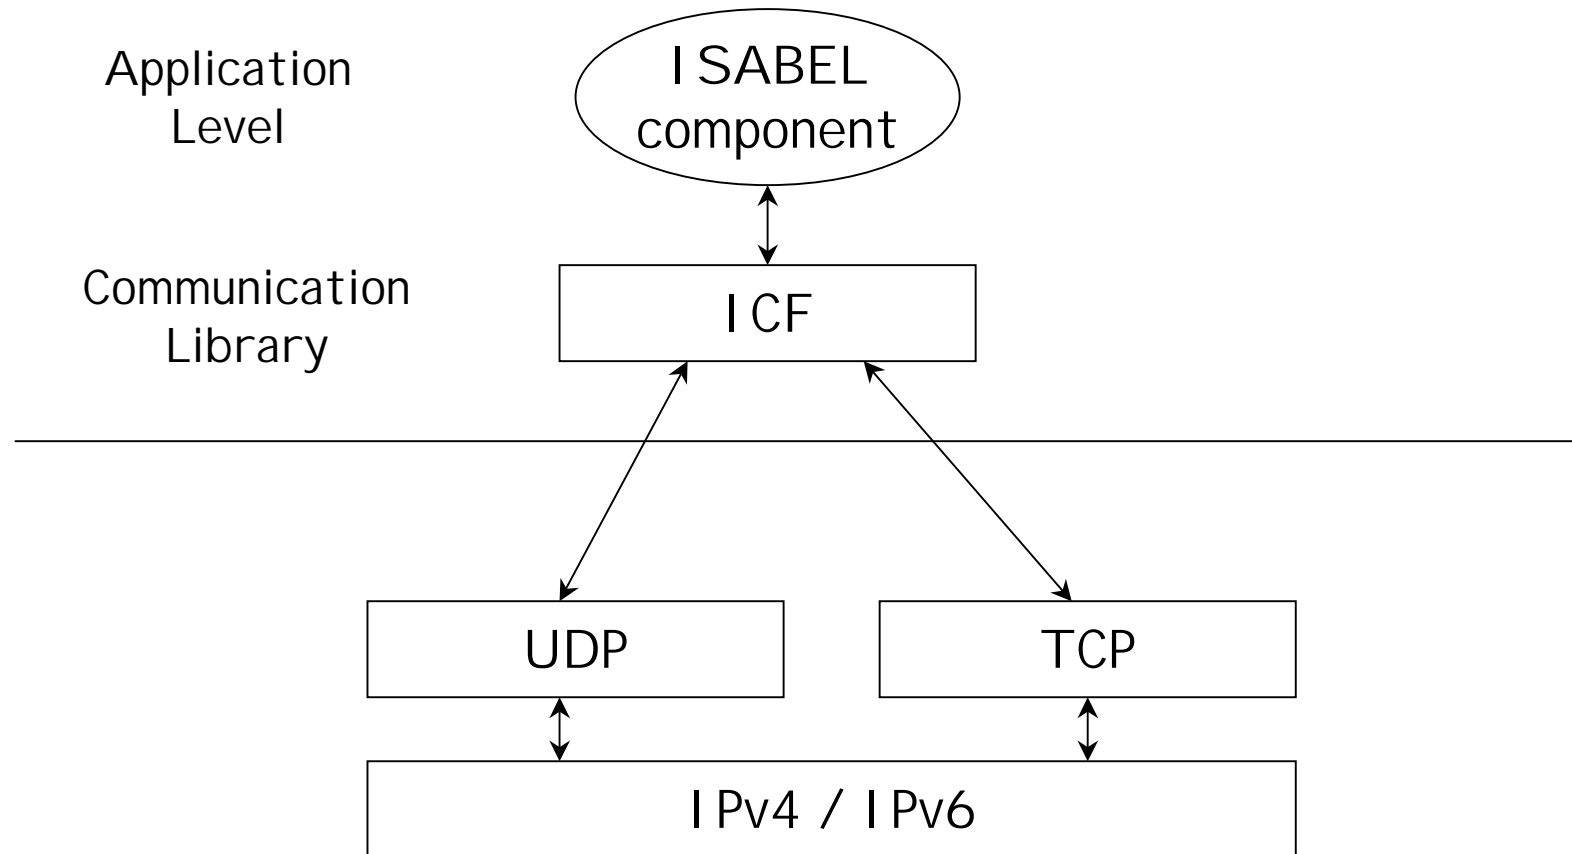 Application
Level
ISABEL
component
Communication
Library
ICF
UDP
TCP
IPv4 / IPv6